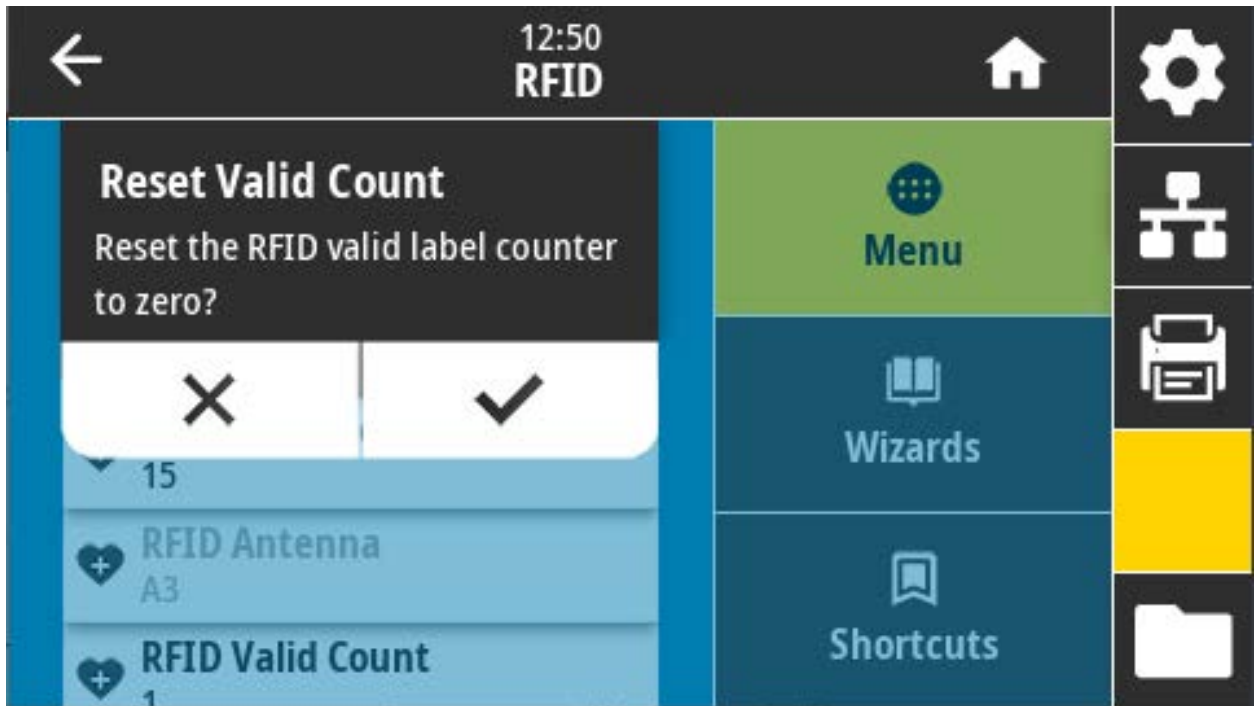 12:50
RFID
Reset Valid Count
Reset the RFID valid label counter
to zero?
15
RFID Antenna
A3
RFID Valid Count
1
Menu
Wizards
Shortcuts